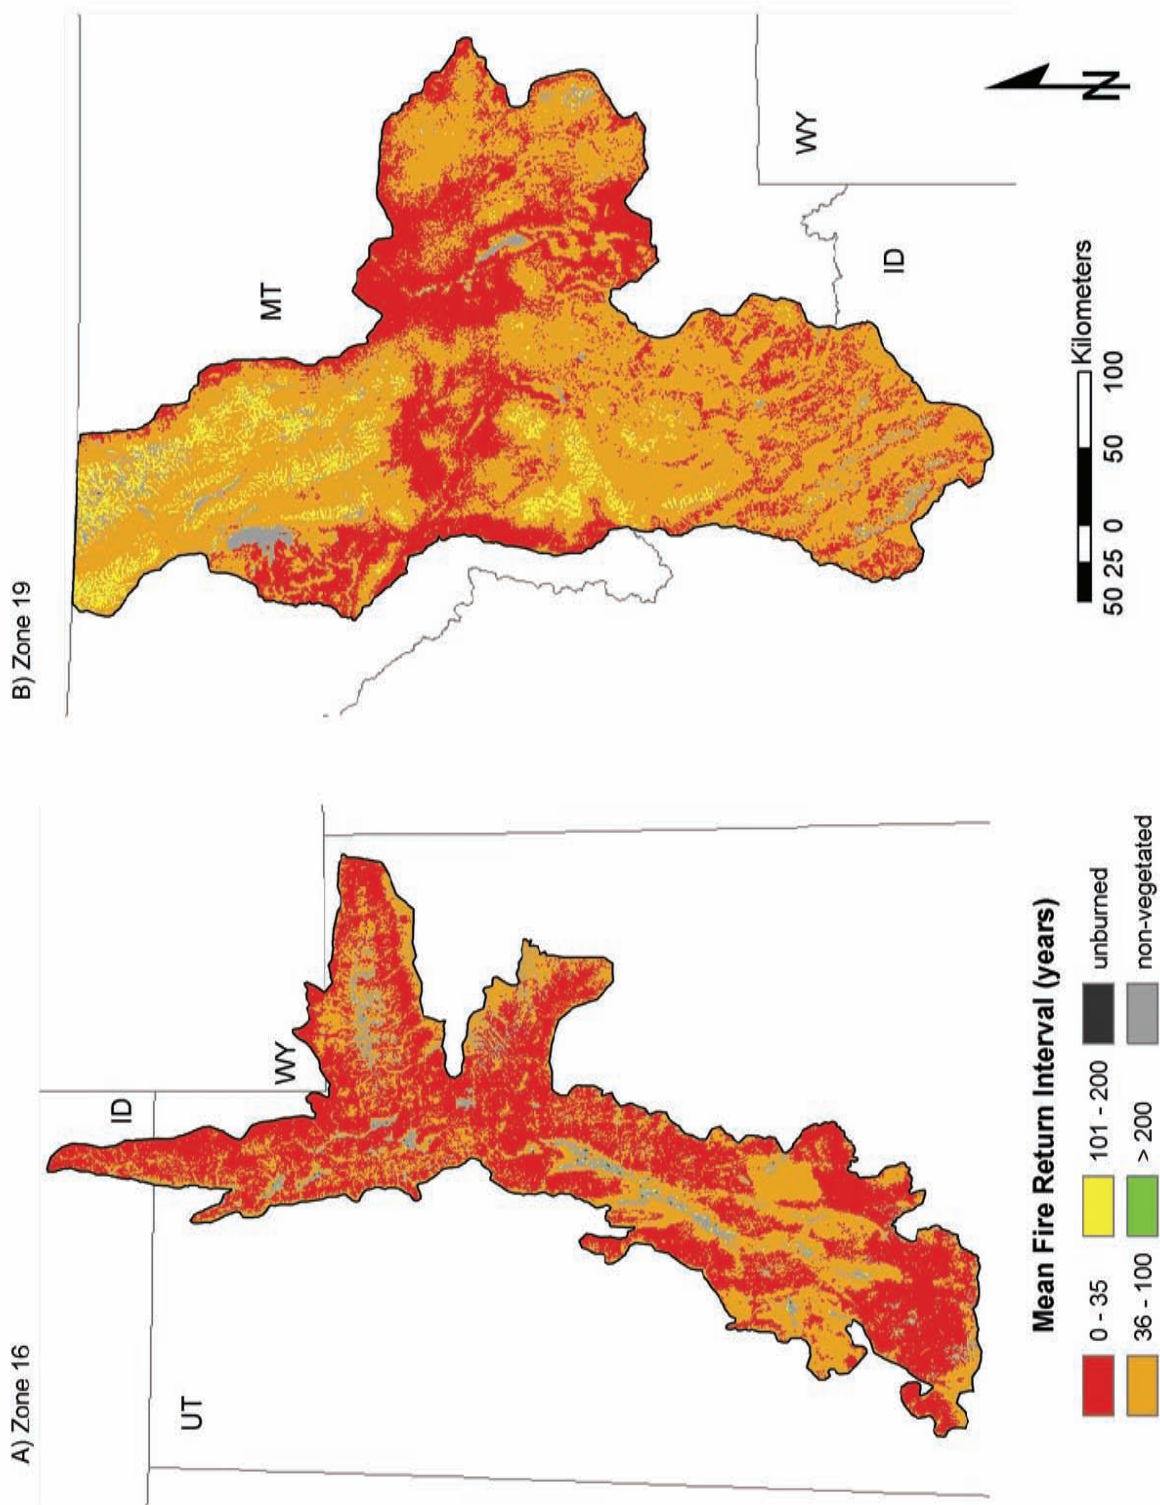 A) Zone 16
B) Zone 19
ID
WY
UT
MT
WY
ID
Mean Fire Return Interval (years)
0 - 35
101 - 200
unburned
36 - 100
> 200
non-vegetated
50 25 0 50 100
Kilometers
N